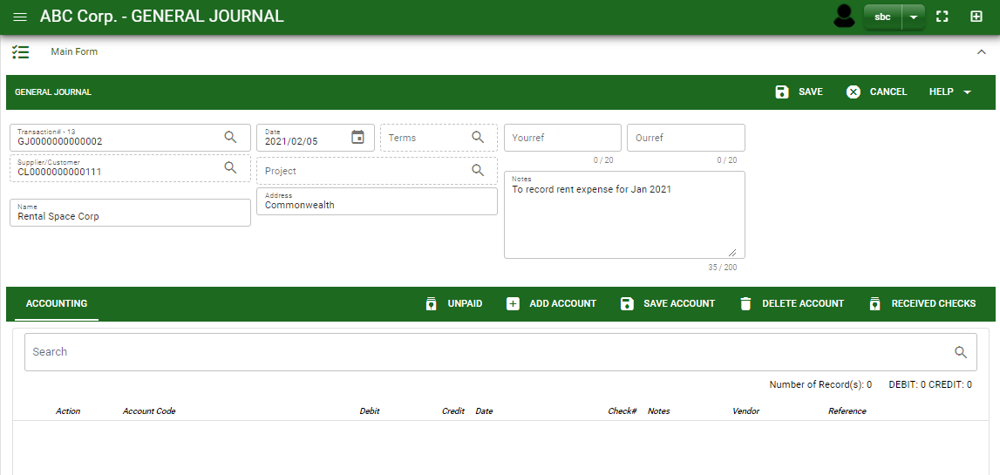 ABC Corp. - GENERAL JOURNAL
sbc
Main Form
GENERAL JOURNAL
SAVE
CANCEL
HELP
Transaction# - 13
GJ0000000000002
Date
2021/02/05
Terms
Yourref
0 / 20
Ourref
0 / 20
Supplier/Customer
CL0000000000111
Project
Notes
To record rent expense for Jan 2021
35 / 200
Name
Rental Space Corp
Address
Commonwealth
ACCOUNTING
UNPAID
ADD ACCOUNT
SAVE ACCOUNT
DELETE ACCOUNT
RECEIVED CHECKS
Search
Number of Record(s): 0 DEBIT: 0 CREDIT: 0
Action Account Code Debit Credit Date Check# Notes Vendor Reference